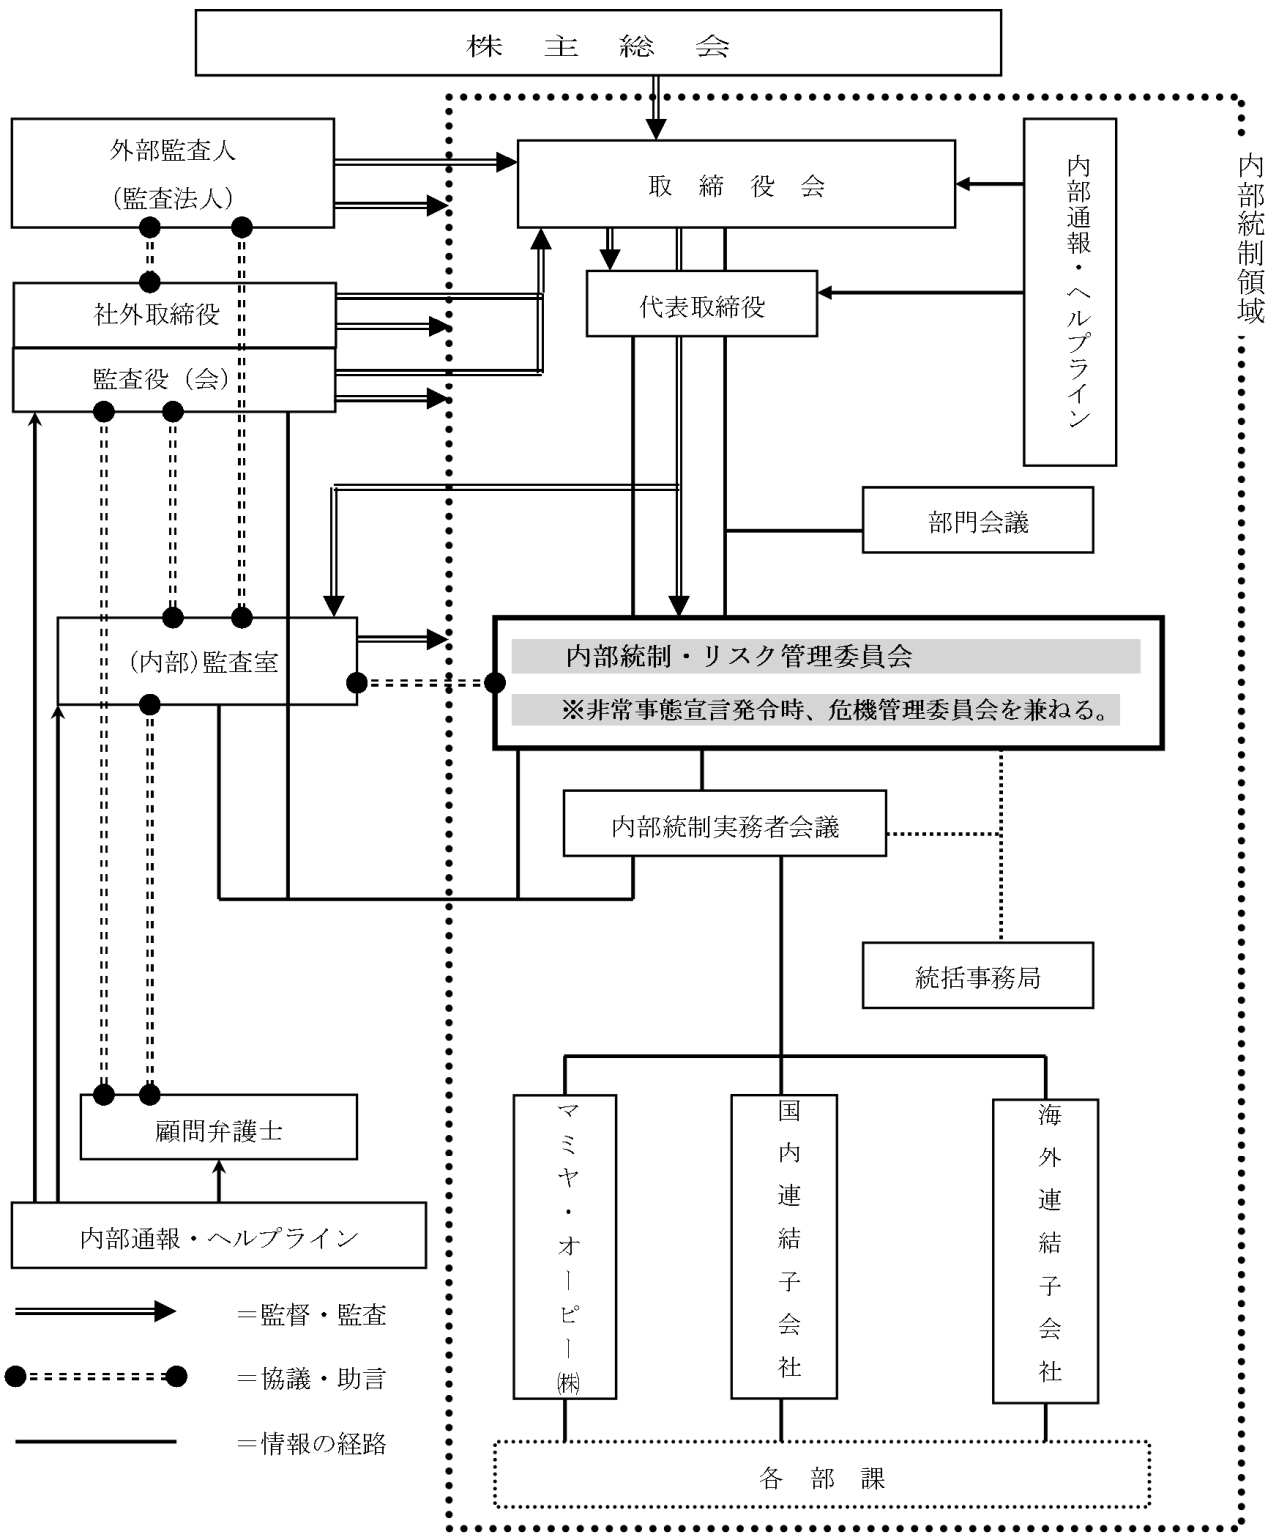 株主総会
外部監査人
(監査法人)
取締役会
内部通報・ヘルプライン
内部統制領域
社外取締役
代表取締役
監査役（会）
部門会議
(内部)監査室
内部統制・リスク管理委員会
※非常事態宣言発令時、危機管理委員会を兼ねる。
内部統制実務者会議
統括事務局
顧問弁護士
内部通報・ヘルプライン
マミヤ・オーピー㈱
国内連結子会社
海外連結子会社
＝監督・監査
＝協議・助言
＝情報の経路
各部課